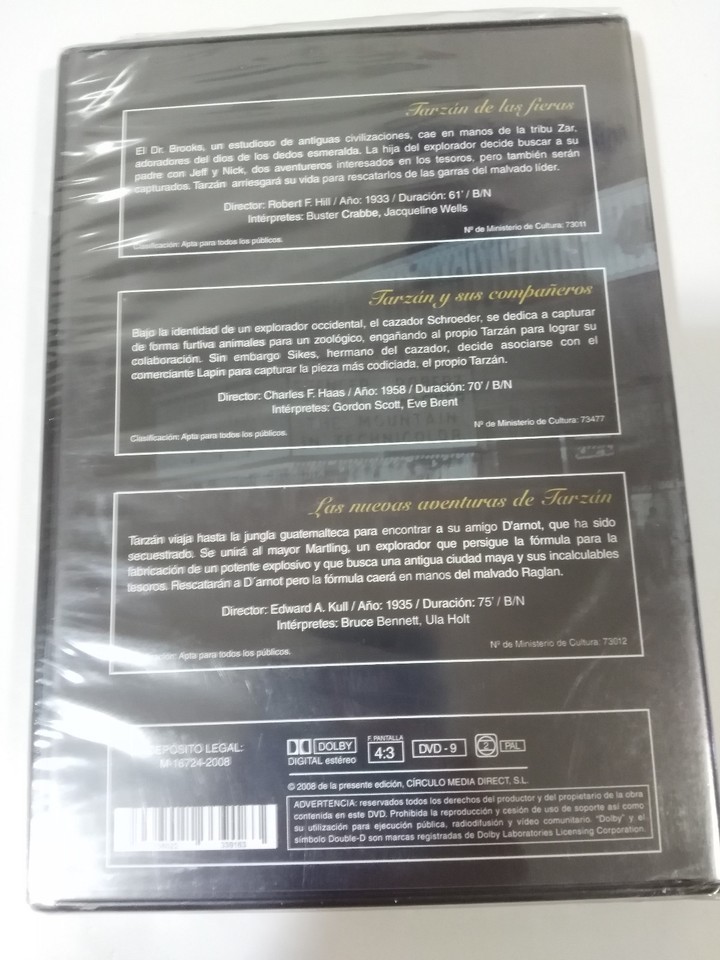 Tarzán de las fieras
El Dr. Brooks, un estudioso de antiguas civilizaciones, cae en manos de la tribu Zar,
adoradores del dios de los dedos esmeralda. La hija del explorador decide buscar a su
padre con Jeff y Nick, dos aventureros interesados en los tesoros, pero también serán
capturados. Tarzán arriesgará su vida para rescatarlos de las garras del malvado líder.
Director: Robert F. Hill / Año: 1933 / Duración: 61' / B/N
Intérpretes: Buster Crabbe, Jacqueline Wells
Nº de Ministerio de Cultura: 73011
Clasificación: Apta para todos los públicos.
Tarzán y sus compañeros
Bajo la identidad de un explorador occidental, el cazador Schroeder, se dedica a capturar
de forma furtiva animales para un zoológico, engañando al propio Tarzán para lograr su
colaboración. Sin embargo Sikes, hermano del cazador, decide asociarse con el
comerciante Lapin para capturar la pieza más codiciada. el propio Tarzán.
Director: Charles F. Haas / Año: 1958 / Duración: 70' / B/N
Intérpretes: Gordon Scott, Eve Brent
MOUNTAIN
Nº de Ministerio de Cultura: 73477
Clasificación: Apta para todos los públicos.
Las nuevas aventuras de Tarzán
Tarzán viaja hasta la jungla guatemalteca para encontrar a su amigo D'arnot, que ha sido
secuestrado. Se unirá al mayor Martling, un explorador que persigue la fórmula para la
fabricación de un potente explosivo y que busca una antigua ciudad maya y sus incalculables
tesoros. Rescatarán a D´arnot pero la fórmula caerá en manos del malvado Raglan.
Director: Edward A. Kull / Año: 1935 / Duración: 75' / B/N
Intérpretes: Bruce Bennett, Ula Holt
Nº de Ministerio de Cultura: 73012
Apta para todos los públicos.
DEPÓSITO LEGAL:
M-16724-2008
DOLBY
DIGITAL estéreo
F. PANTALLA
4:3
DVD - 9
2
PAL
© 2008 de la presente edición, CÍRCULO MEDIA DIRECT, S.L.
ADVERTENCIA: reservados todos los derechos del productor y del propietario de la obra
contenida en este DVD. Prohibida la reproducción y cesión de uso de soporte así como
su utilización para ejecución pública, radiodifusión y vídeo comunitario. "Dolby" y el
símbolo Double-D son marcas registradas de Dolby Laboratories Licensing Corporation.